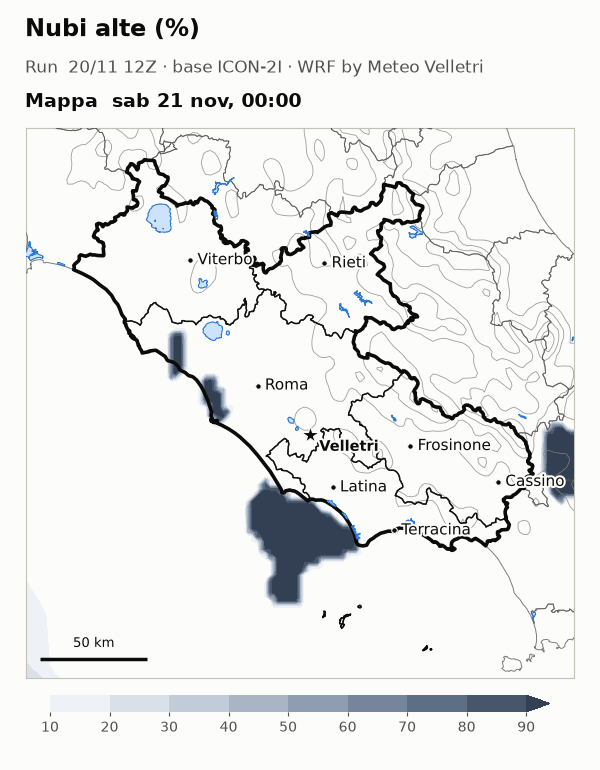 Nubi alte (%)
Run  20/11 12Z · base ICON-2I · WRF by Meteo Velletri
Mappa  sab 21 nov, 00:00
Viterbo
Rieti
Roma
Velletri
Frosinone
Cassino
Latina
Terracina
50 km
10 20 30 40 50 60 70 80 90